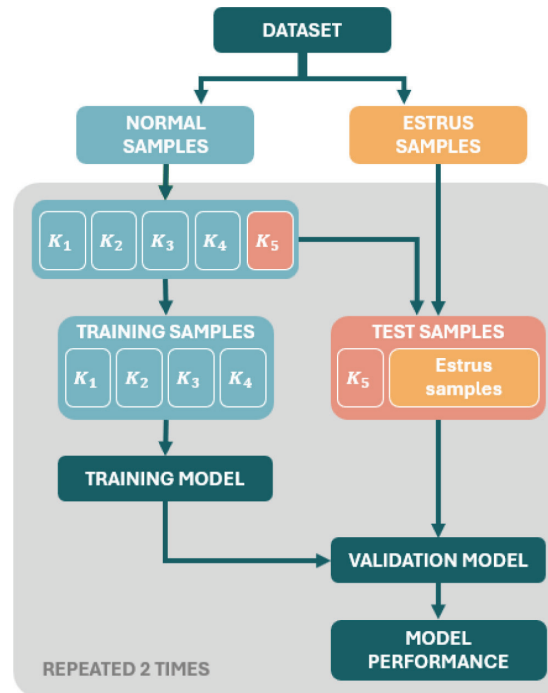 DATASET
NORMAL
SAMPLES
ESTRUS
SAMPLES
K₁ K₂ K₃ K₄ K₅
TRAINING SAMPLES
K₁ K₂ K₃ K₄
TEST SAMPLES
K₅
Estrus
samples
TRAINING MODEL
VALIDATION MODEL
MODEL
PERFORMANCE
REPEATED 2 TIMES